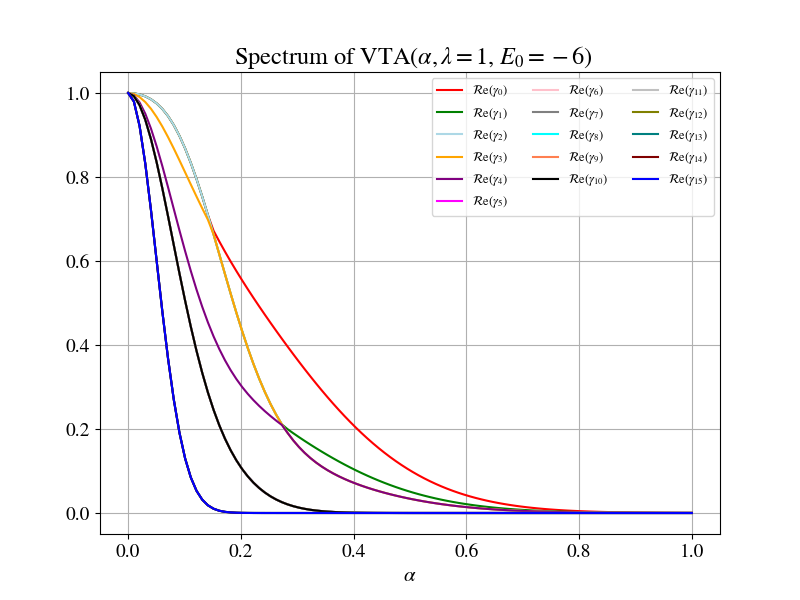 Spectrum of VTA(α, λ = 1, E₀ = −6)
1.0
0.8
0.6
0.4
0.2
0.0
ℛe(γ₀)
ℛe(γ₁)
ℛe(γ₂)
ℛe(γ₃)
ℛe(γ₄)
ℛe(γ₅)
ℛe(γ₆)
ℛe(γ₇)
ℛe(γ₈)
ℛe(γ₉)
ℛe(γ₁₀)
ℛe(γ₁₁)
ℛe(γ₁₂)
ℛe(γ₁₃)
ℛe(γ₁₄)
ℛe(γ₁₅)
0.0 0.2 0.4 0.6 0.8 1.0
α